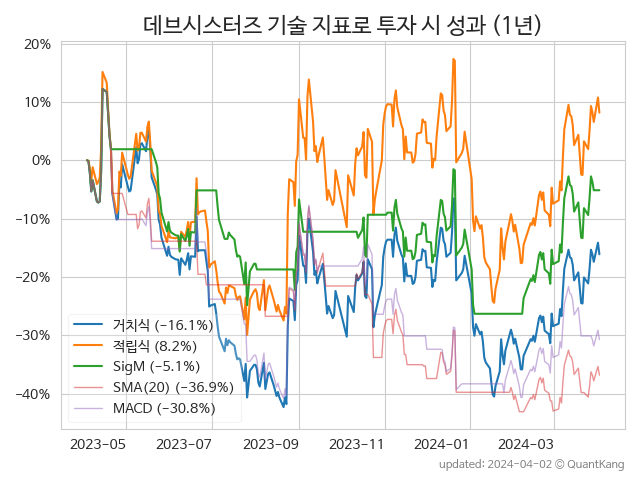 데브시스터즈 기술 지표로 투자 시 성과 (1년)
20%
10%
0%
−10%
−20%
−30%
−40%
거치식 (−16.1%)
적립식 (8.2%)
SigM (−5.1%)
SMA(20) (−36.9%)
MACD (−30.8%)
2023−05
2023−07
2023−09
2023−11
2024−01
2024−03
updated: 2024−04−02 @ QuantKang